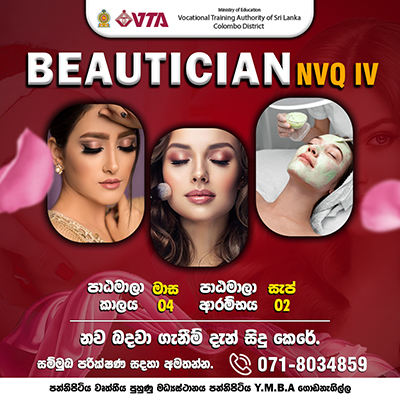 Ministry of Education
VTA
Vocational Training Authority of Sri Lanka
Colombo District
BEAUTICIAN NVQ IV
පාඨමාලා මාස පාඨමාලා සැප්
කාලය 04 ආරම්භය 02
නව බඳවා ගැනීම් දැන් සිදු කෙරේ.
සම්මුඛ පරික්ෂණ සඳහා අමතන්න. 071-8034859
පන්නිපිටිය වෘත්තීය පුහුණු මධ්‍යස්ථානය පන්නිපිටිය Y.M.B.A ගොඩනැගිල්ල